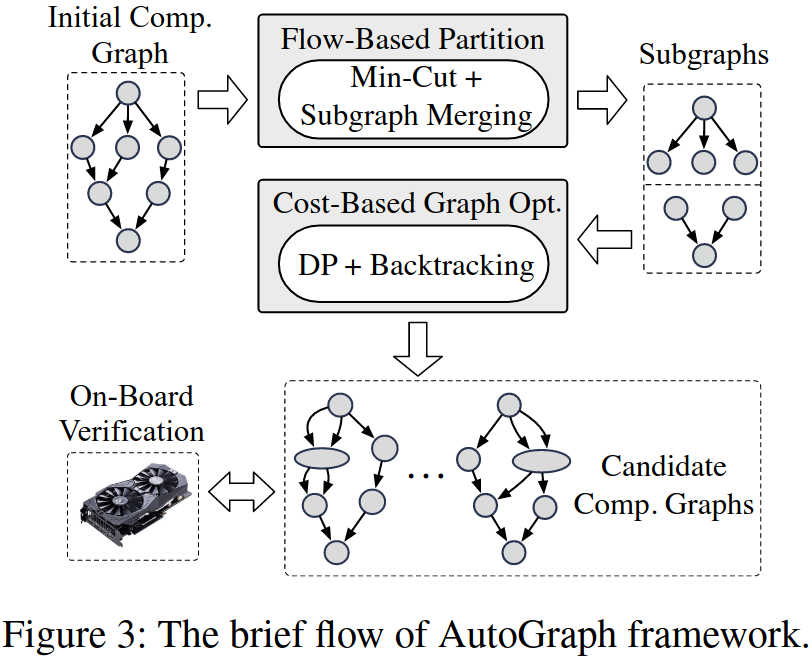 Initial Comp.
Graph
Flow-Based Partition
Min-Cut +
Subgraph Merging
Subgraphs
Cost-Based Graph Opt.
DP + Backtracking
On-Board
Verification
...
Candidate
Comp. Graphs
Figure 3: The brief flow of AutoGraph framework.